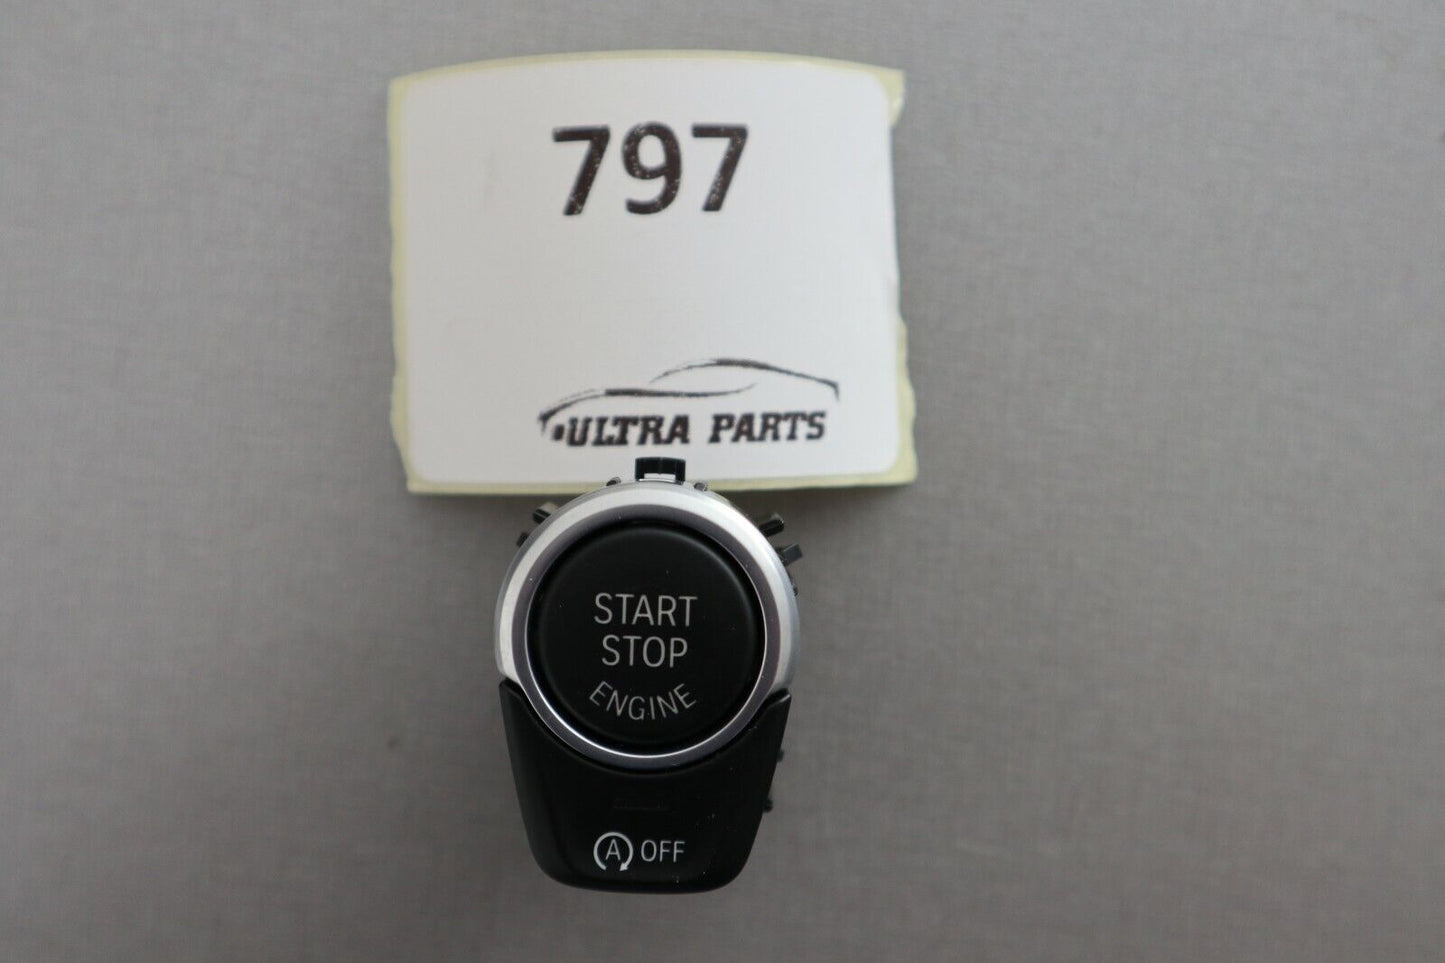 797
ULTRA PARTS
START
STOP
ENGINE
A OFF